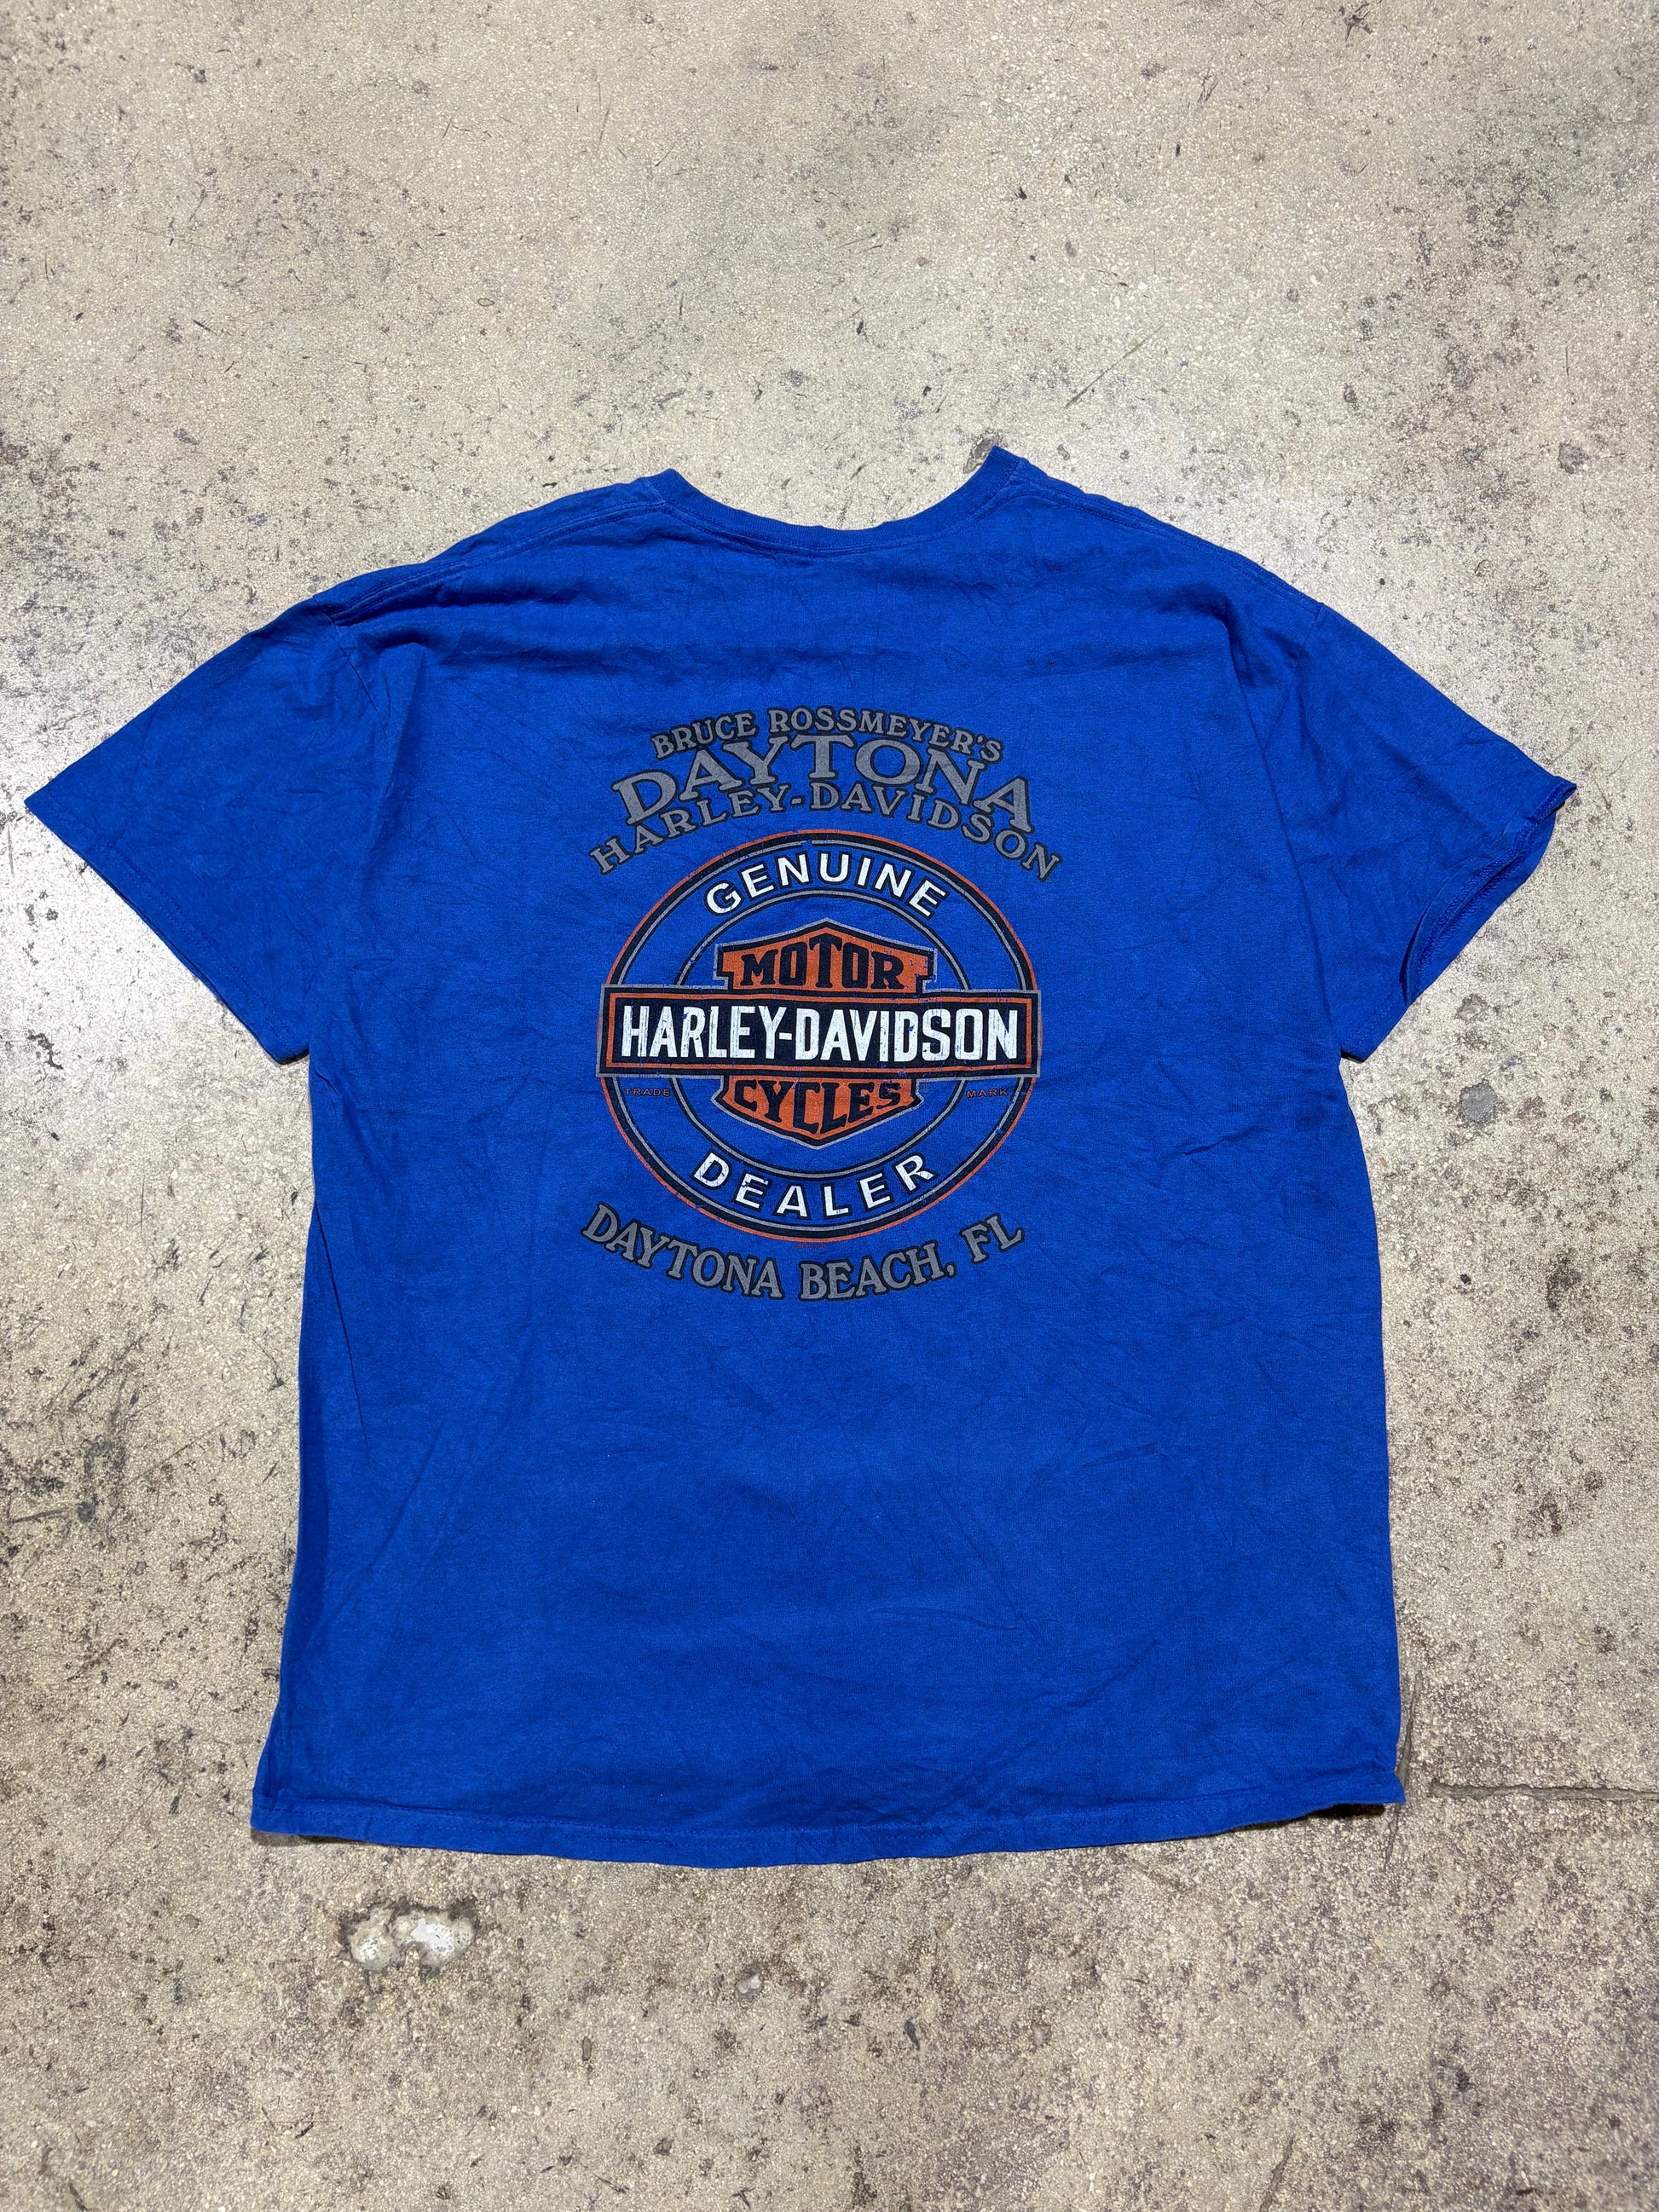 BRUCE ROSSMEYER'S
DAYTONA
HARLEY-DAVIDSON
GENUINE
MOTOR
HARLEY-DAVIDSON
CYCLES
TRADE MARK
DEALER
DAYTONA BEACH, FL